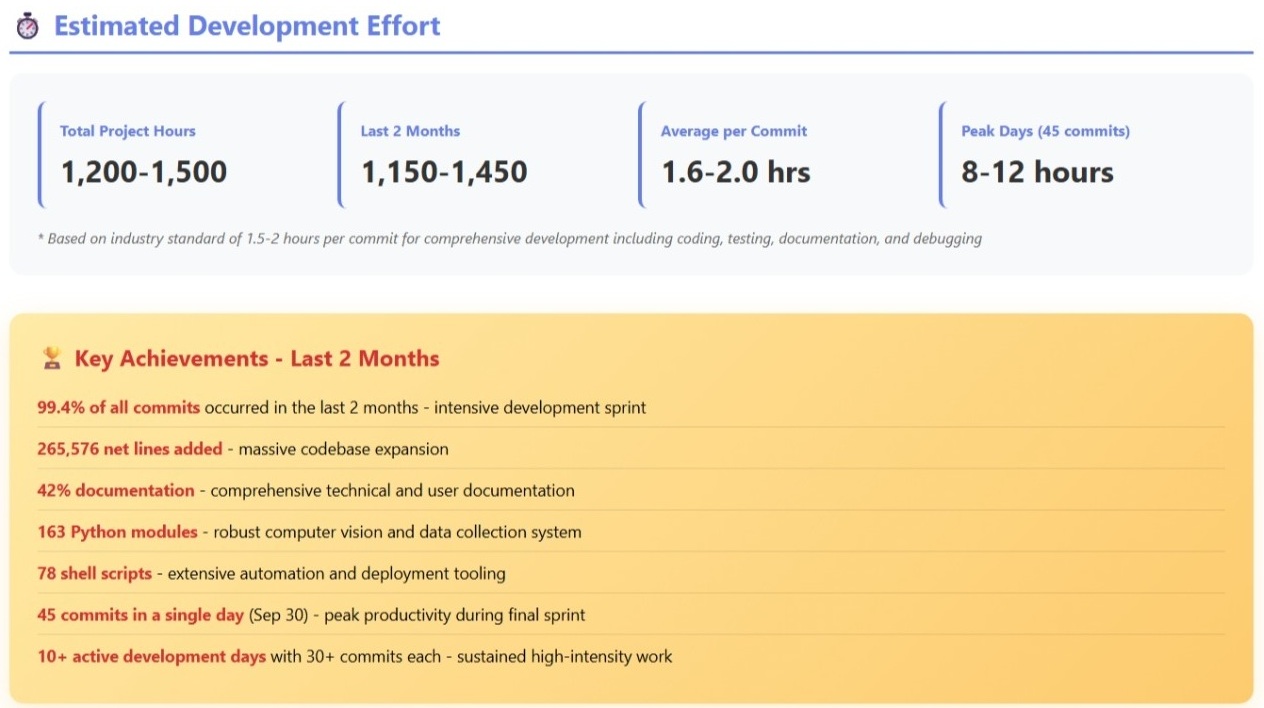 Estimated Development Effort
Total Project Hours
1,200-1,500
Last 2 Months
1,150-1,450
Average per Commit
1.6-2.0 hrs
Peak Days (45 commits)
8-12 hours
* Based on industry standard of 1.5-2 hours per commit for comprehensive development including coding, testing, documentation, and debugging
Key Achievements - Last 2 Months
99.4% of all commits occurred in the last 2 months - intensive development sprint
265,576 net lines added - massive codebase expansion
42% documentation - comprehensive technical and user documentation
163 Python modules - robust computer vision and data collection system
78 shell scripts - extensive automation and deployment tooling
45 commits in a single day (Sep 30) - peak productivity during final sprint
10+ active development days with 30+ commits each - sustained high-intensity work